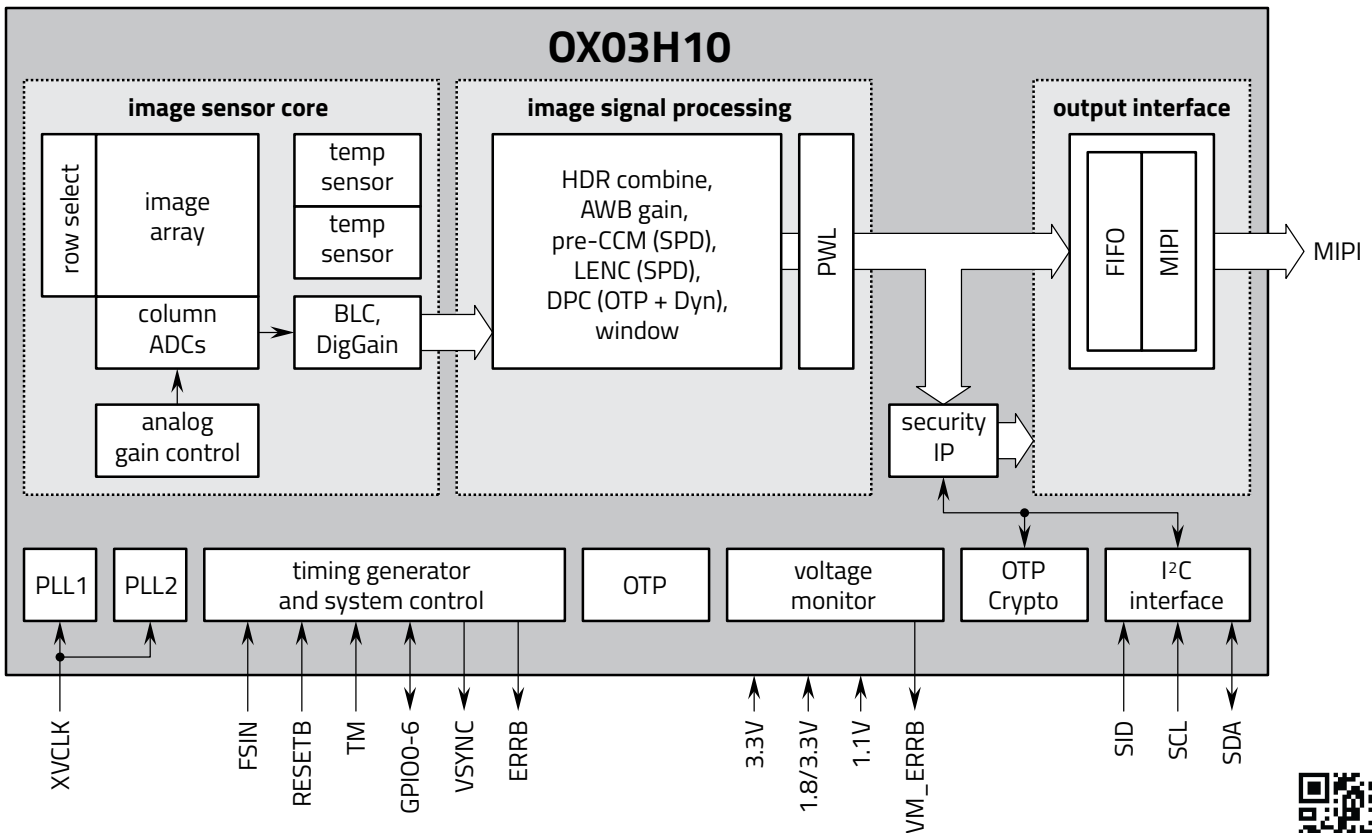 OX03H10
image sensor core
image signal processing
output interface
row select
image
array
temp
sensor
temp
sensor
column
ADCs
BLC,
DigGain
analog
gain control
HDR combine,
AWB gain,
pre-CCM (SPD),
LENC (SPD),
DPC (OTP + Dyn),
window
PWL
FIFO
MIPI
MIPI
security
IP
PLL1
PLL2
timing generator
and system control
OTP
voltage
monitor
OTP
Crypto
I²C
interface
XVCLK
FSIN
RESETB
TM
GPIO0-6
VSYNC
ERRB
3.3V
1.8/3.3V
1.1V
VM_ERRB
SID
SCL
SDA